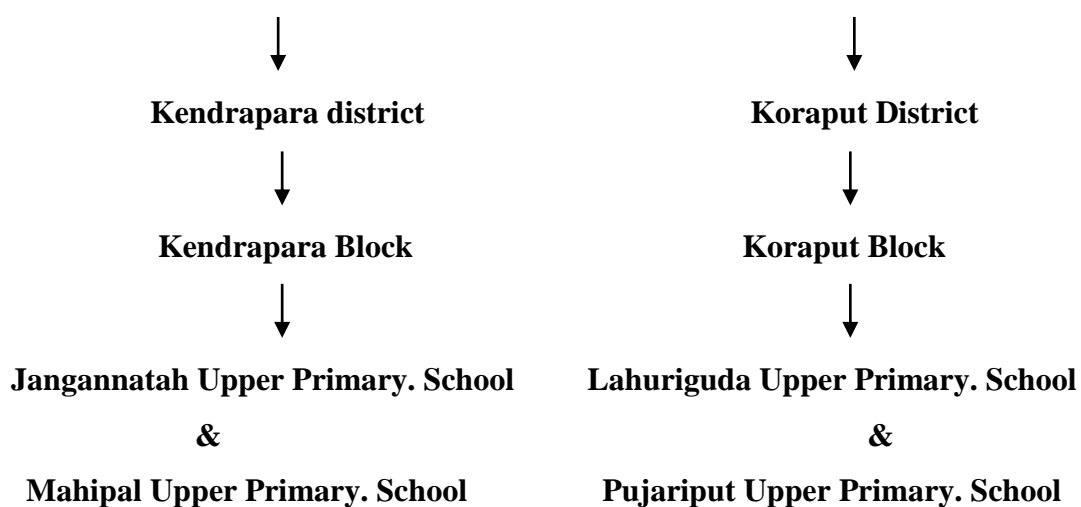 Kendrapara district
Koraput District
Kendrapara Block
Koraput Block
Jangannatah Upper Primary. School
Lahuriguda Upper Primary. School
&
&
Mahipal Upper Primary. School
Pujariput Upper Primary. School